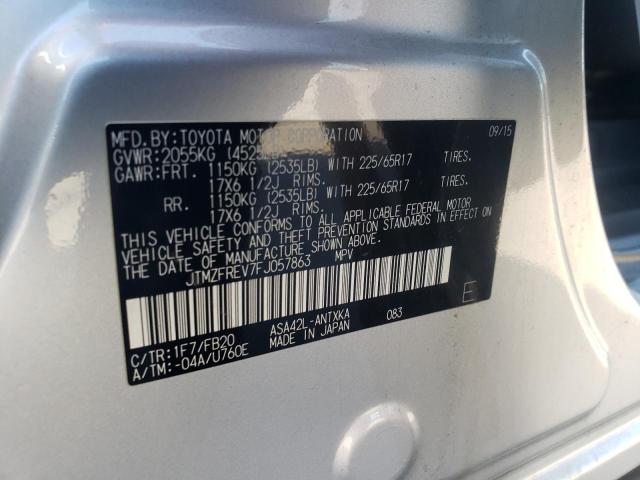 MFD.BY:TOYOTA MOTOR CORPORATION 09/15
GVWR:2055KG
GAWR:FRT. 1150KG (2535LB) WITH 225/65R17 TIRES.
17X6 1/2J RIMS.
RR. 1150KG (2535LB) WITH 225/65R17 TIRES.
17X6 1/2J RIMS.
THIS VEHICLE CONFORMS TO ALL APPLICABLE FEDERAL MOTOR
VEHICLE SAFETY AND THEFT PREVENTION STANDARDS IN EFFECT ON
THE DATE OF MANUFACTURE SHOWN ABOVE.
JTMZFREV7FJ057863 MPV
E
ASA42L-ANTXKA 083
C/TR:1F7/FB20 MADE IN JAPAN
A/TM:-04A/U760E